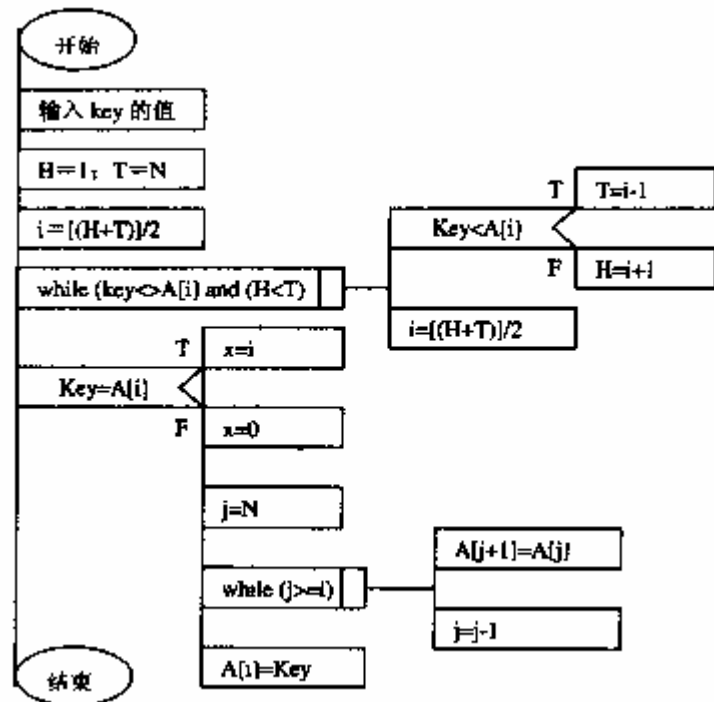 开始
输入 key 的值
H=1; T=N
i=[(H+T)]/2
while (key<>A[i] and (H<T)
Key<A[i]
T
T=i-1
F
H=i+1
i=[(H+T)]/2
Key=A[i]
T
x=i
F
x=0
j=N
while (j>=i)
A[j+1]=A[j]
j=j-1
A[i]=Key
结束